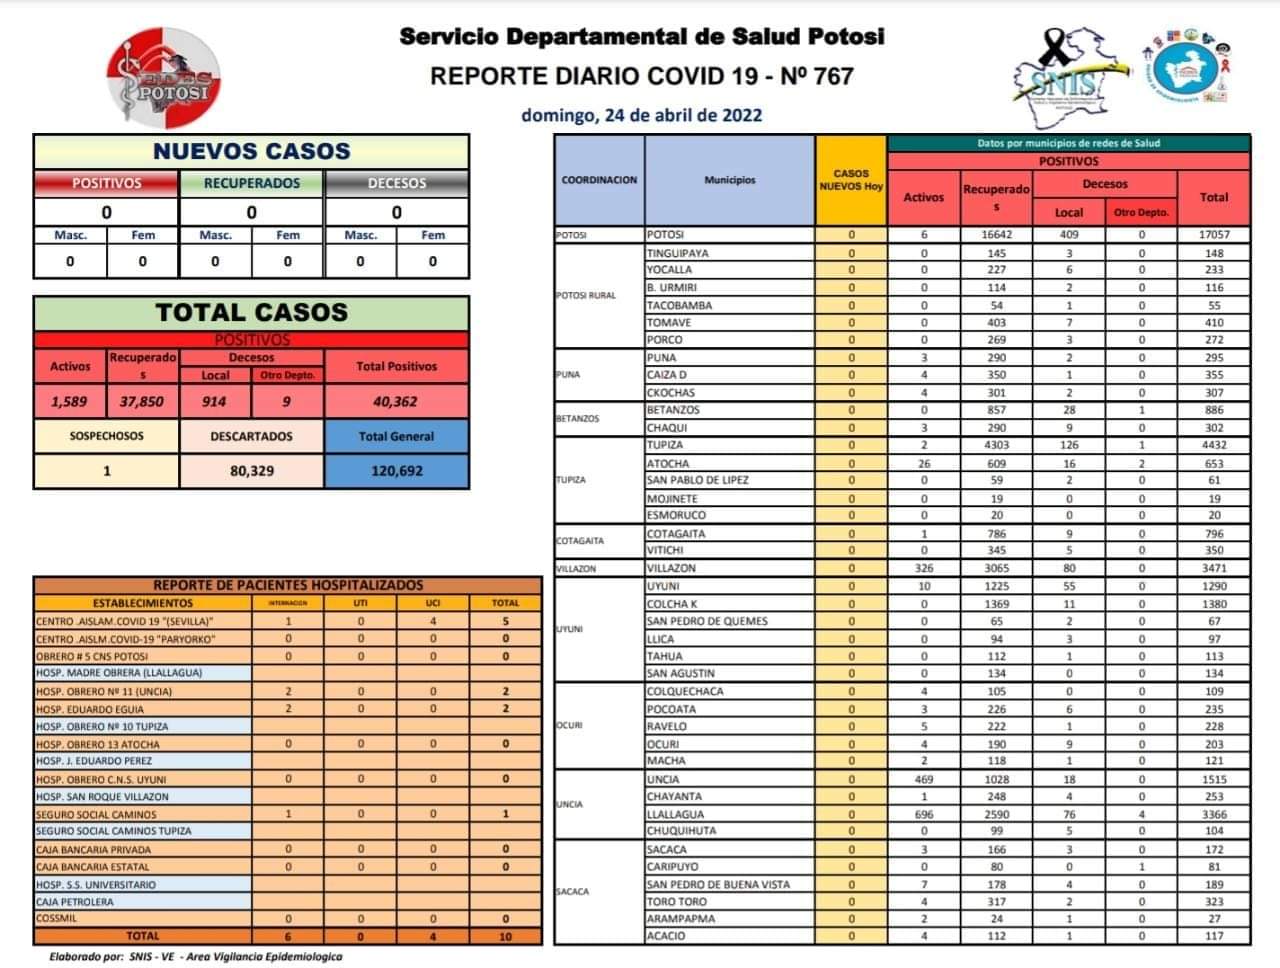 Servicio Departamental de Salud Potosi
REPORTE DIARIO COVID 19 - Nº 767
domingo, 24 de abril de 2022
SEDES
POTOSI
SNIS
NUEVOS CASOS
POSITIVOS RECUPERADOS DECESOS
0 0 0
Masc. Fem Masc. Fem Masc. Fem
0 0 0 0 0 0
TOTAL CASOS
POSITIVOS
Activos Recuperados Decesos Total Positivos
Local Otro Depto.
1,589 37,850 914 9 40,362
SOSPECHOSOS DESCARTADOS Total General
1 80,329 120,692
REPORTE DE PACIENTES HOSPITALIZADOS
ESTABLECIMIENTOS INTERNACION UTI UCI TOTAL
CENTRO .AISLAM.COVID 19 "(SEVILLA)" 1 0 4 5
CENTRO .AISLM.COVID-19 "PARYORKO" 0 0 0 0
OBRERO # 5 CNS POTOSI 0 0 0 0
HOSP. MADRE OBRERA (LLALLAGUA)
HOSP. OBRERO Nº 11 (UNCIA) 2 0 0 2
HOSP. EDUARDO EGUIA 2 0 0 2
HOSP. OBRERO Nº 10 TUPIZA
HOSP. OBRERO 13 ATOCHA 0 0 0 0
HOSP. J. EDUARDO PEREZ
HOSP. OBRERO C.N.S. UYUNI 0 0 0 0
HOSP. SAN ROQUE VILLAZON
SEGURO SOCIAL CAMINOS 1 0 0 1
SEGURO SOCIAL CAMINOS TUPIZA
CAJA BANCARIA PRIVADA 0 0 0 0
CAJA BANCARIA ESTATAL 0 0 0 0
HOSP. S.S. UNIVERSITARIO
CAJA PETROLERA
COSSMIL 0 0 0 0
TOTAL 6 0 4 10
Elaborado por: SNIS - VE - Area Vigilancia Epidemiologica
Datos por municipios de redes de Salud
COORDINACION Municipios CASOS NUEVOS Hoy POSITIVOS
Activos Recuperados Decesos Total
Local Otro Depto.
POTOSI POTOSI 0 6 16642 409 0 17057
POTOSI RURAL
TINGUIPAYA 0 0 145 3 0 148
YOCALLA 0 0 227 6 0 233
B. URMIRI 0 0 114 2 0 116
TACOBAMBA 0 0 54 1 0 55
TOMAVE 0 0 403 7 0 410
PORCO 0 0 269 3 0 272
PUNA
PUNA 0 3 290 2 0 295
CAIZA D 0 4 350 1 0 355
CKOCHAS 0 4 301 2 0 307
BETANZOS
BETANZOS 0 0 857 28 1 886
CHAQUI 0 3 290 9 0 302
TUPIZA
TUPIZA 0 2 4303 126 1 4432
ATOCHA 0 26 609 16 2 653
SAN PABLO DE LIPEZ 0 0 59 2 0 61
MOJINETE 0 0 19 0 0 19
ESMORUCO 0 0 20 0 0 20
COTAGAITA
COTAGAITA 0 1 786 9 0 796
VITICHI 0 0 345 5 0 350
VILLAZON VILLAZON 0 326 3065 80 0 3471
UYUNI
UYUNI 0 10 1225 55 0 1290
COLCHA K 0 0 1369 11 0 1380
SAN PEDRO DE QUEMES 0 0 65 2 0 67
LLICA 0 0 94 3 0 97
TAHUA 0 0 112 1 0 113
SAN AGUSTIN 0 0 134 0 0 134
OCURI
COLQUECHACA 0 4 105 0 0 109
POCOATA 0 3 226 6 0 235
RAVELO 0 5 222 1 0 228
OCURI 0 4 190 9 0 203
MACHA 0 2 118 1 0 121
UNCIA
UNCIA 0 469 1028 18 0 1515
CHAYANTA 0 1 248 4 0 253
LLALLAGUA 0 696 2590 76 4 3366
CHUQUIHUTA 0 0 99 5 0 104
SACACA
SACACA 0 3 166 3 0 172
CARIPUYO 0 0 80 0 1 81
SAN PEDRO DE BUENA VISTA 0 7 178 4 0 189
TORO TORO 0 4 317 2 0 323
ARAMPAPMA 0 2 24 1 0 27
ACACIO 0 4 112 1 0 117